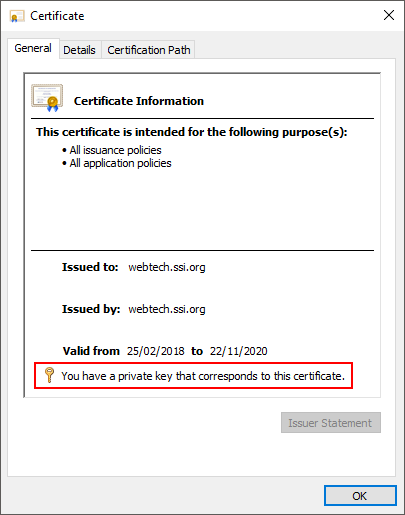 Certificate
General Details Certification Path
Certificate Information
This certificate is intended for the following purpose(s):
• All issuance policies
• All application policies
Issued to: webtech.ssi.org
Issued by: webtech.ssi.org
Valid from 25/02/2018 to 22/11/2020
You have a private key that corresponds to this certificate.
Issuer Statement
OK